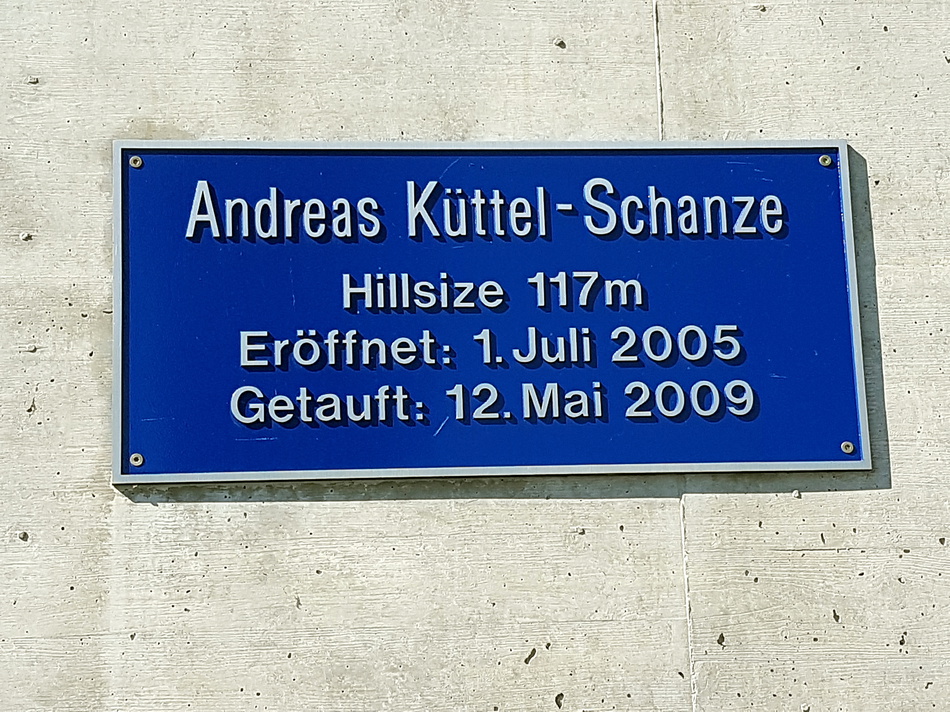 Andreas Küttel-Schanze
Hillsize 117m
Eröffnet: 1. Juli 2005
Getauft: 12. Mai 2009